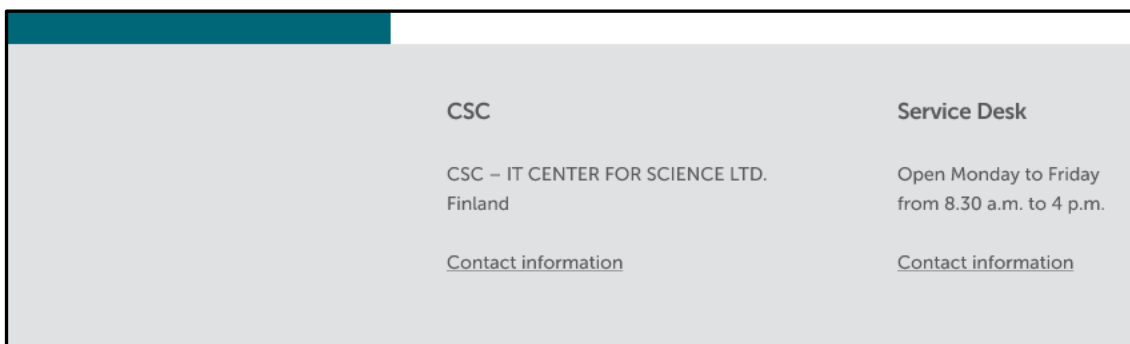 CSC
CSC – IT CENTER FOR SCIENCE LTD.
Finland
Contact information
Service Desk
Open Monday to Friday
from 8.30 a.m. to 4 p.m.
Contact information